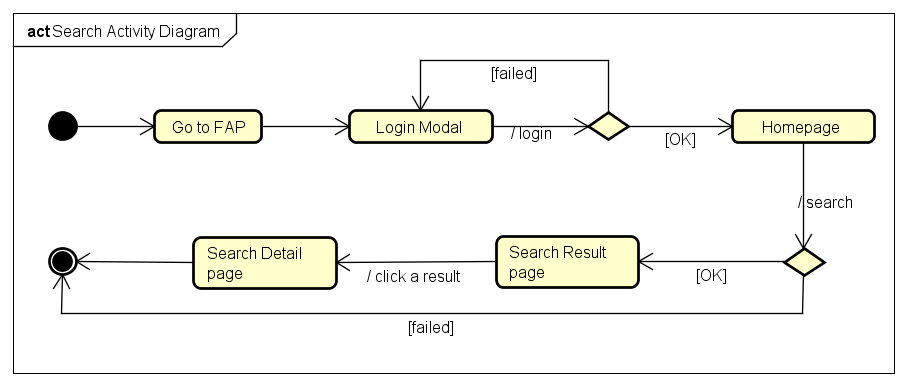 act Search Activity Diagram
[failed]
Go to FAP
Login Modal
/ login
[OK]
Homepage
/ search
Search Detail
page
/ click a result
Search Result
page
[OK]
[failed]